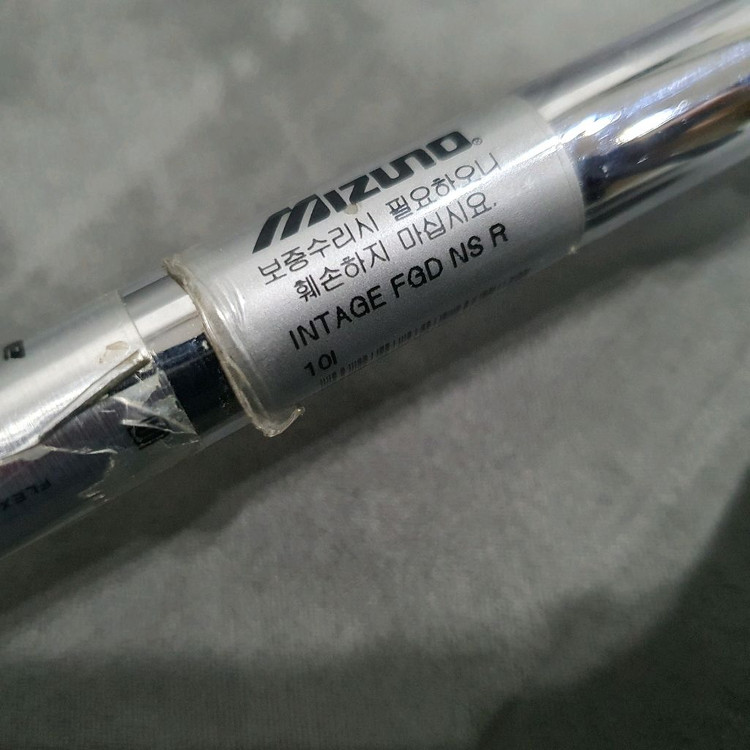 MIZUNO
보증수리시 필요하오니
훼손하지 마십시요.
INTAGE FGD NS R
10I
FLEX